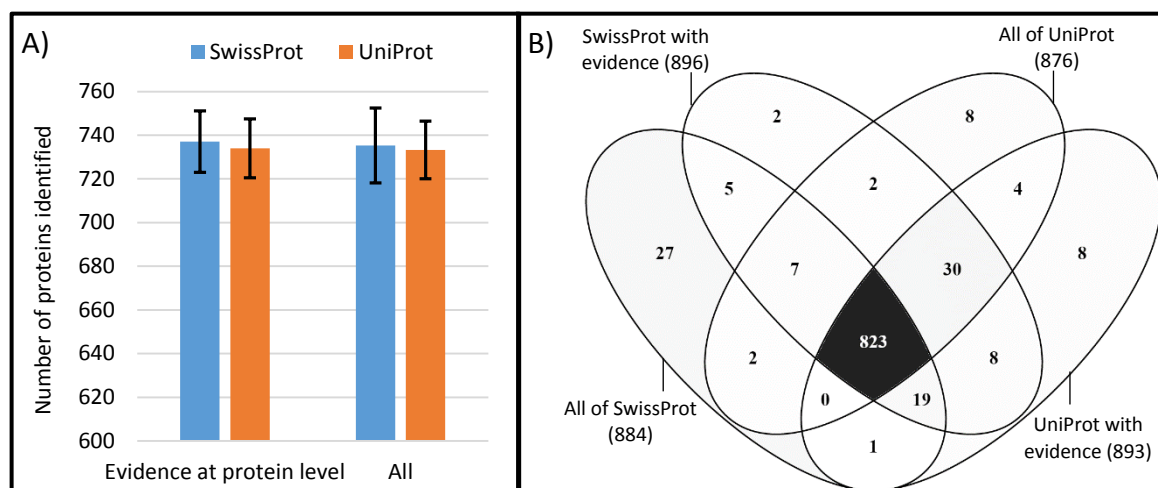 A)
SwissProt UniProt
Number of proteins identified
760
740
720
700
680
660
640
620
600
Evidence at protein level All
B)
SwissProt with
evidence (896)
All of UniProt
(876)
2
8
5
2
4
27
7
30
8
823
2
8
0
19
1
All of SwissProt
(884)
UniProt with
evidence (893)